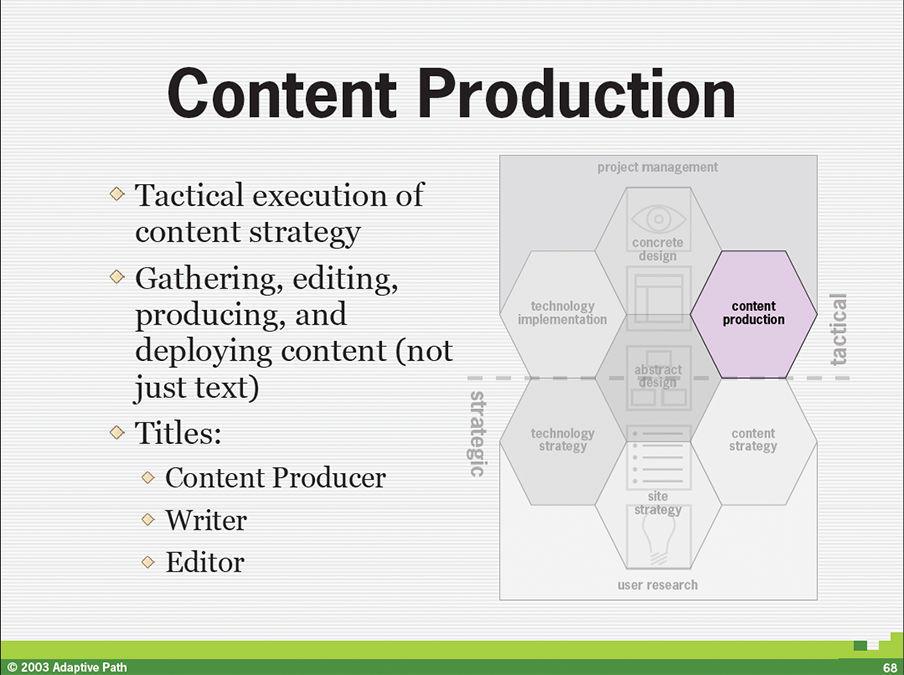 Content Production
Tactical execution of
content strategy
Gathering, editing,
producing, and
deploying content (not
just text)
Titles:
Content Producer
Writer
Editor
project management
concrete
design
technology
implementation
content
production
tactical
abstract
design
strategic
technology
strategy
content
strategy
site
strategy
user research
© 2003 Adaptive Path
68